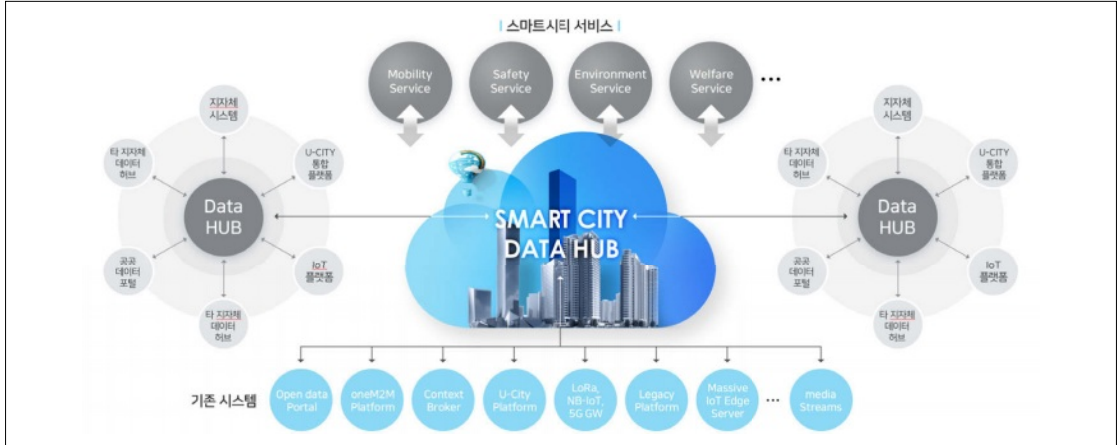 스마트시티 서비스
Mobility
Service
Safety
Service
Environment
Service
Welfare
Service
...
지자체
시스템
타 지자체
데이터
허브
U-CITY
통합
플랫폼
Data
HUB
공공
데이터
포털
IoT
플랫폼
타 지자체
데이터
허브
SMART CITY
DATA HUB
지자체
시스템
타 지자체
데이터
허브
U-CITY
통합
플랫폼
Data
HUB
공공
데이터
포털
IoT
플랫폼
타 지자체
데이터
허브
기존 시스템
Open data
Portal
oneM2M
Platform
Context
Broker
U-City
Platform
LoRa,
NB-IoT,
5G GW
Legacy
Platform
Massive
IoT Edge
Server
...
media
Streams